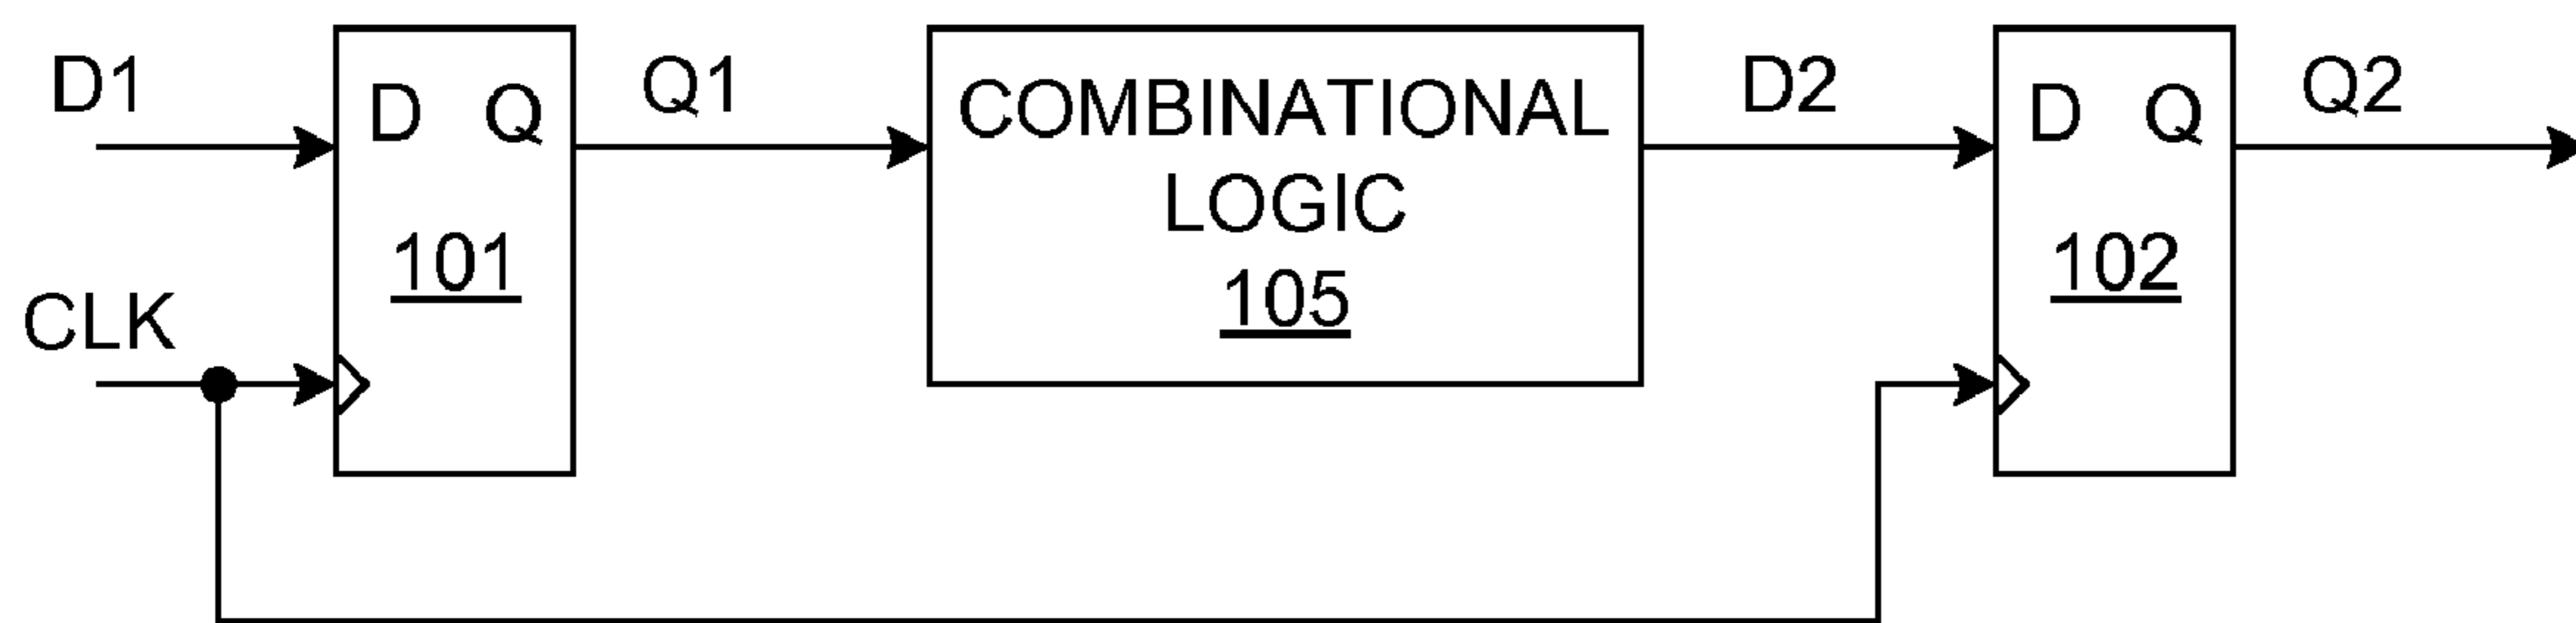 D1
D Q
101
CLK
Q1
COMBINATIONAL
LOGIC
105
D2
D Q
102
Q2